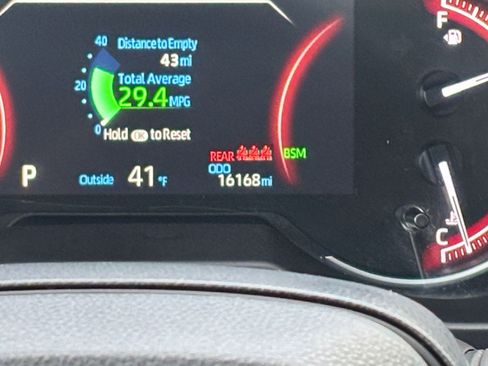 40 Distance to Empty
43 mi
20 Total Average
29.4 MPG
0 Hold OK to Reset
REAR BSM
ODO
P Outside 41 °F 16168 mi
F
C